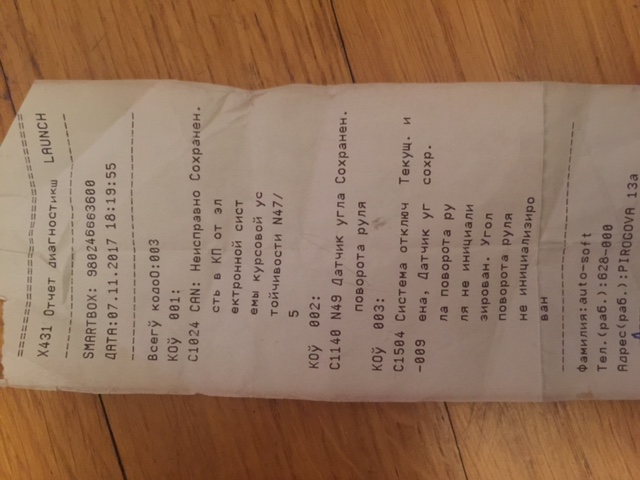 ==============================
X431 Отчет диагностикш LAUNCH
------------------------------
SMARTBOX: 980246663600
ДАТА:07.11.2017 18:19:55
------------------------------
Всегў кодоО:003
КОў 001:
C1024 CAN: Неисправно Сохранен.
сть в КП от эл
ектронной сист
емы курсовой ус
тойчивости N47/
5
КОў 002:
C1140 N49 Датчик угла Сохранен.
поворота руля
КОў 003:
C1504 Система отключ Текущ. и
-009 ена, Датчик уг сохр.
ла поворота ру
ля не инициали
зирован. Угол
поворота руля
не инициализиро
ван
------------------------------
Фамилия:auto-soft
Тел.(раб.):628-000
Адрес(раб.):PIROGOVA 13a